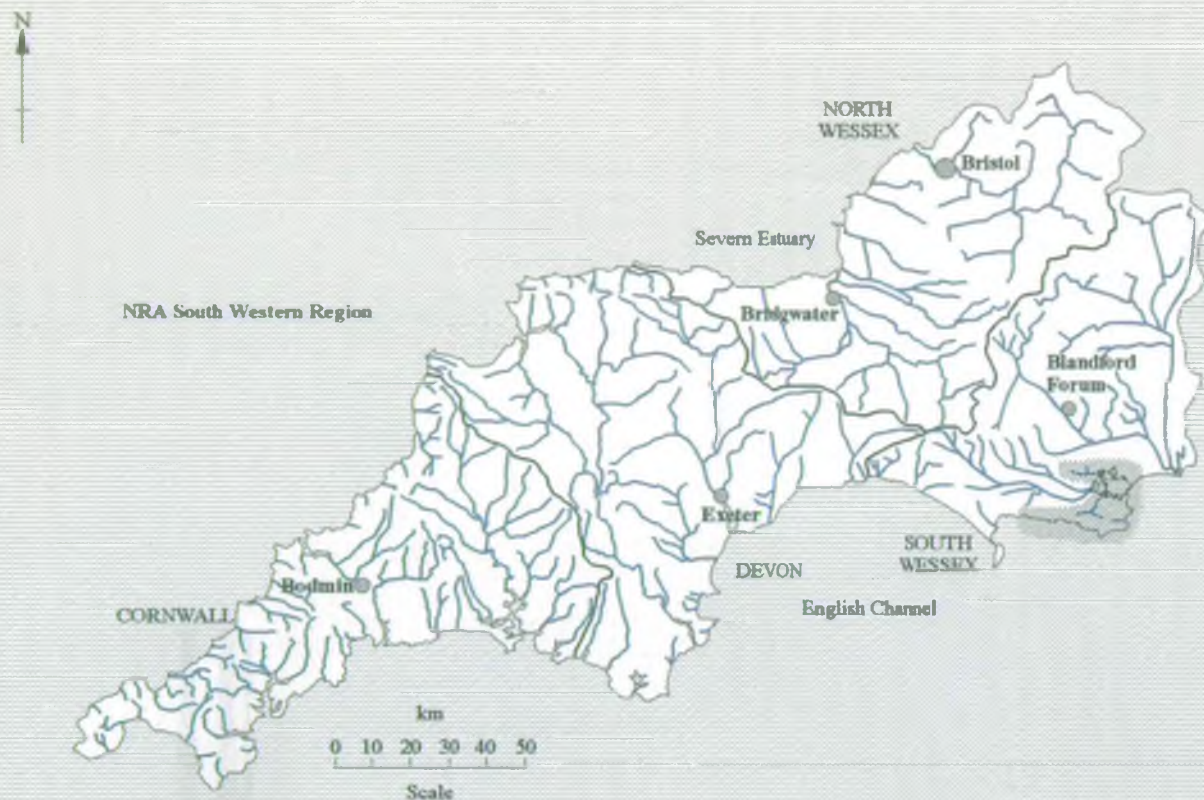 N
NORTH
WESSEX
Bristol
Severn Estuary
NRA South Western Region
Bridgwater
Blandford
Forum
Exeter
SOUTH
WESSEX
DEVON
Bodmin
English Channel
CORNWALL
km
0 10 20 30 40 50
Scale